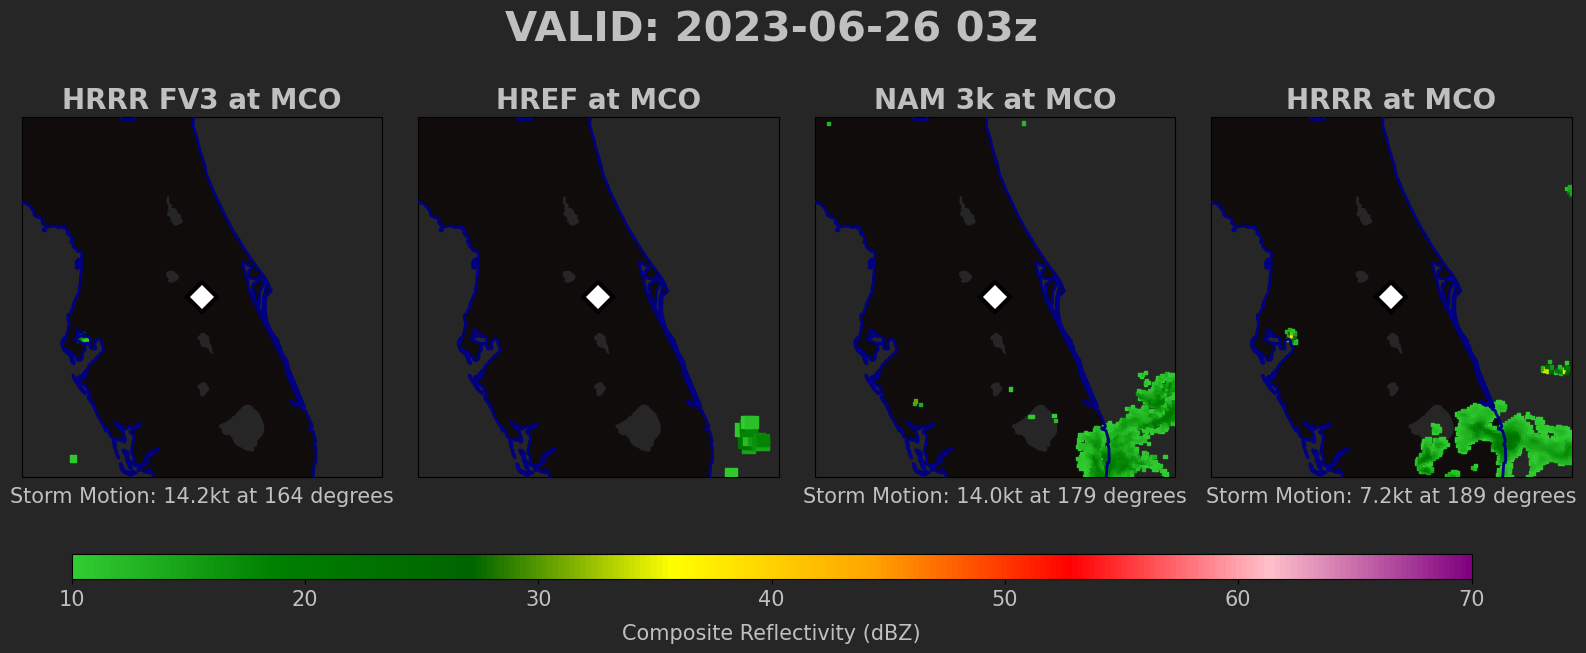 VALID: 2023-06-26 03z
HRRR FV3 at MCO
HREF at MCO
NAM 3k at MCO
HRRR at MCO
Storm Motion: 14.2kt at 164 degrees
Storm Motion: 14.0kt at 179 degrees
Storm Motion: 7.2kt at 189 degrees
10 20 30 40 50 60 70
Composite Reflectivity (dBZ)